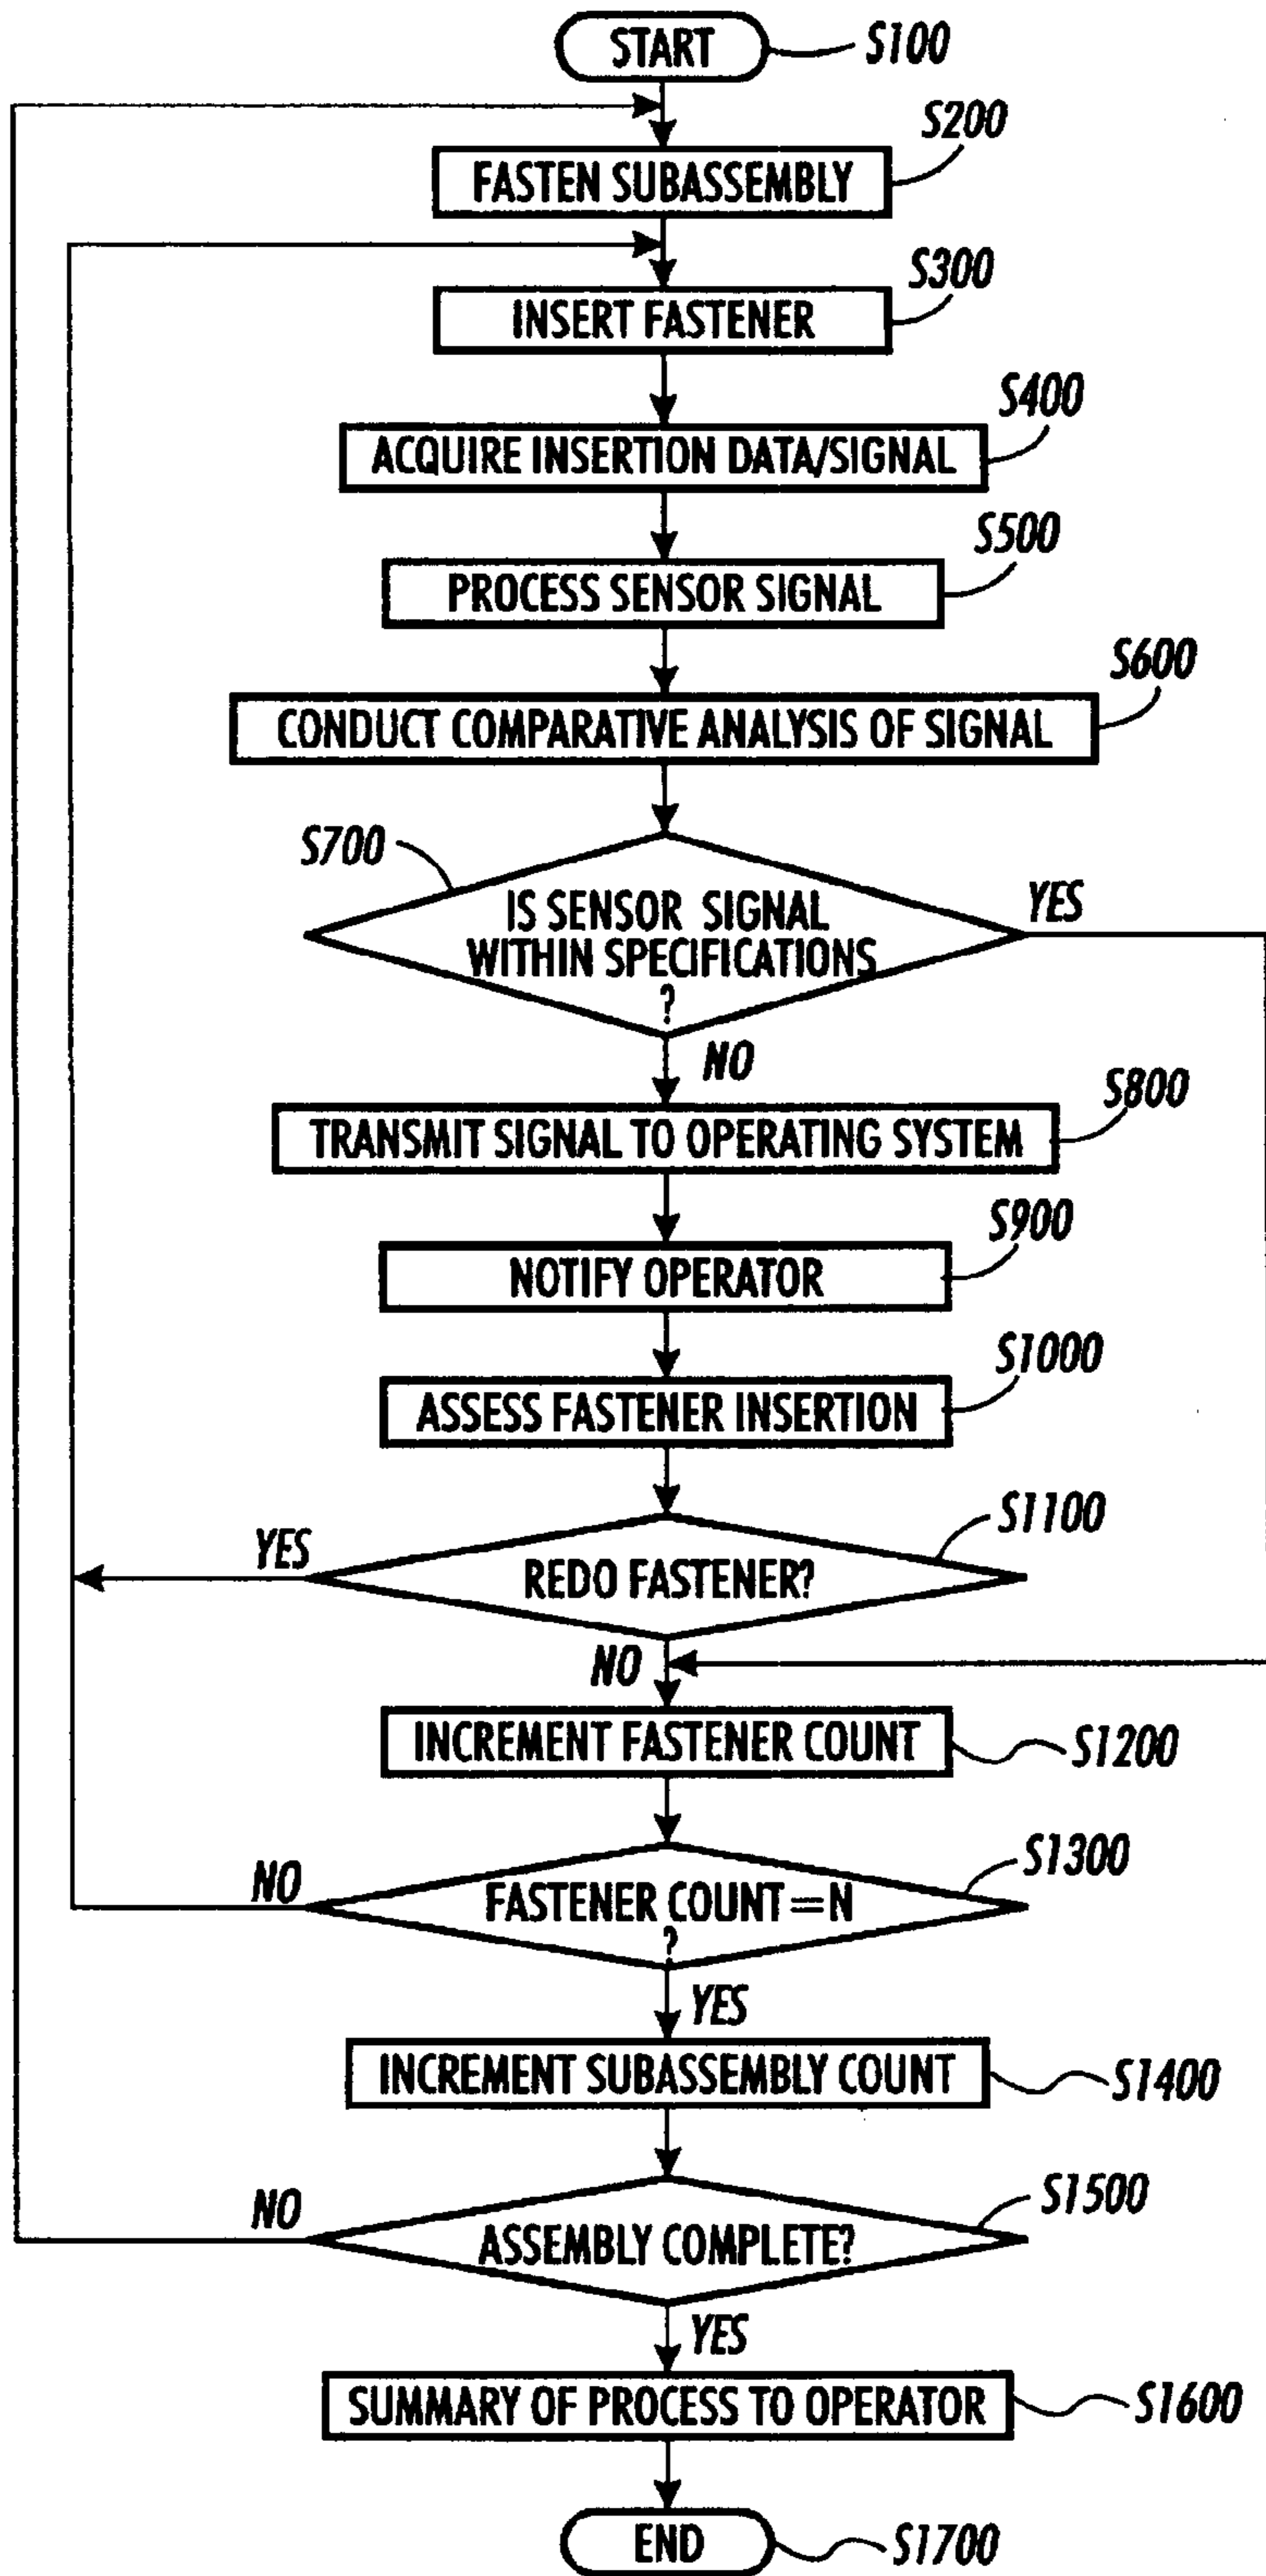 START
S100
S200
FASTEN SUBASSEMBLY
S300
INSERT FASTENER
S400
ACQUIRE INSERTION DATA/SIGNAL
S500
PROCESS SENSOR SIGNAL
S600
CONDUCT COMPARATIVE ANALYSIS OF SIGNAL
S700
IS SENSOR SIGNAL
WITHIN SPECIFICATIONS
?
YES
NO
S800
TRANSMIT SIGNAL TO OPERATING SYSTEM
S900
NOTIFY OPERATOR
S1000
ASSESS FASTENER INSERTION
S1100
YES
REDO FASTENER?
NO
INCREMENT FASTENER COUNT
S1200
S1300
NO
FASTENER COUNT=N
?
YES
INCREMENT SUBASSEMBLY COUNT
S1400
S1500
NO
ASSEMBLY COMPLETE?
YES
SUMMARY OF PROCESS TO OPERATOR
S1600
END
S1700